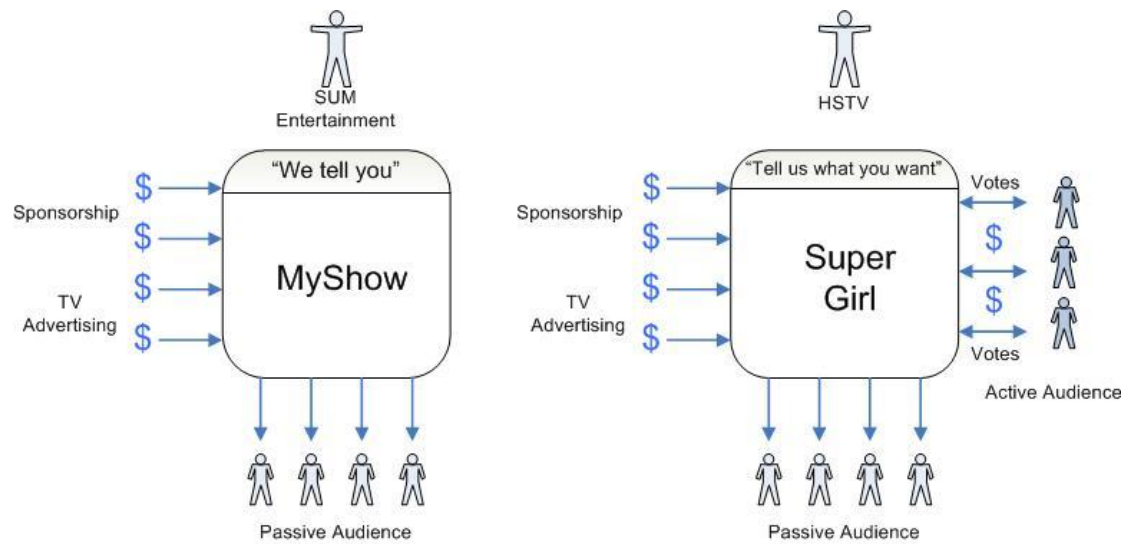 SUM
Entertainment
“We tell you”
$
Sponsorship
$
MyShow
$
TV
Advertising
$
Passive Audience
HSTV
“Tell us what you want”
$
Sponsorship
$
Super
Girl
$
TV
Advertising
$
Votes
$
$
Votes
Active Audience
Passive Audience